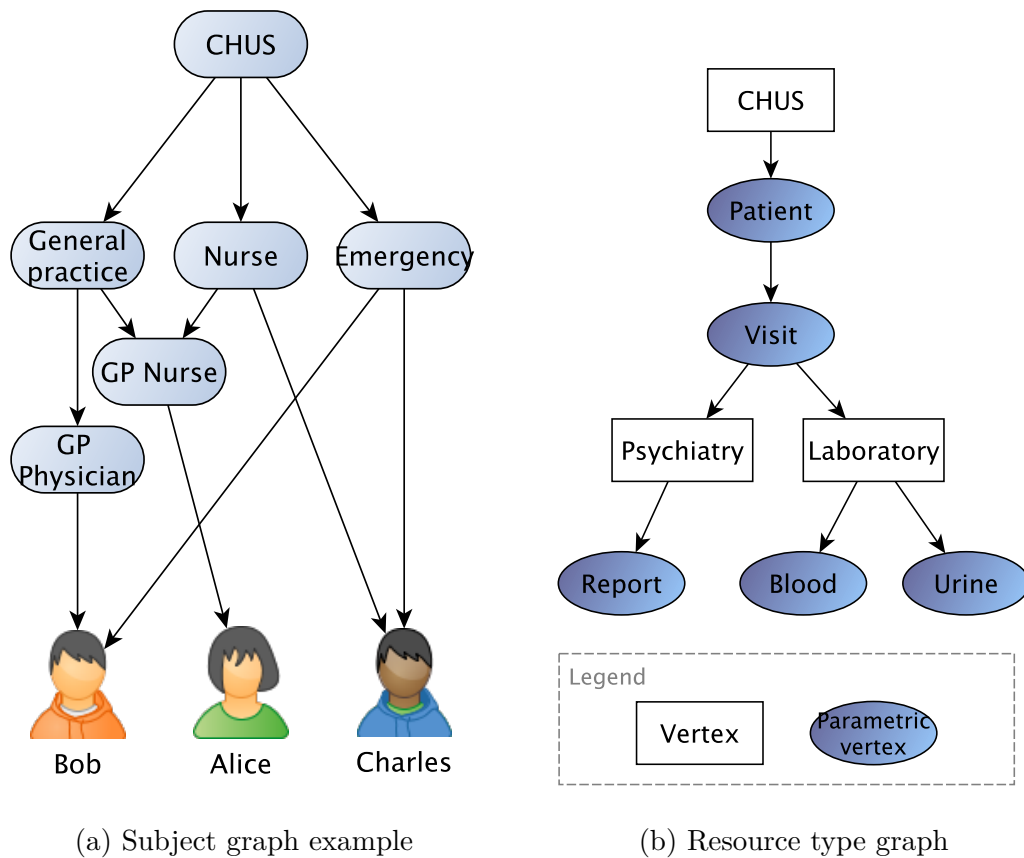 CHUS
General
practice
Nurse
Emergency
GP Nurse
GP
Physician
Bob
Alice
Charles
(a) Subject graph example
CHUS
Patient
Visit
Psychiatry
Laboratory
Report
Blood
Urine
Legend
Vertex
Parametric
vertex
(b) Resource type graph